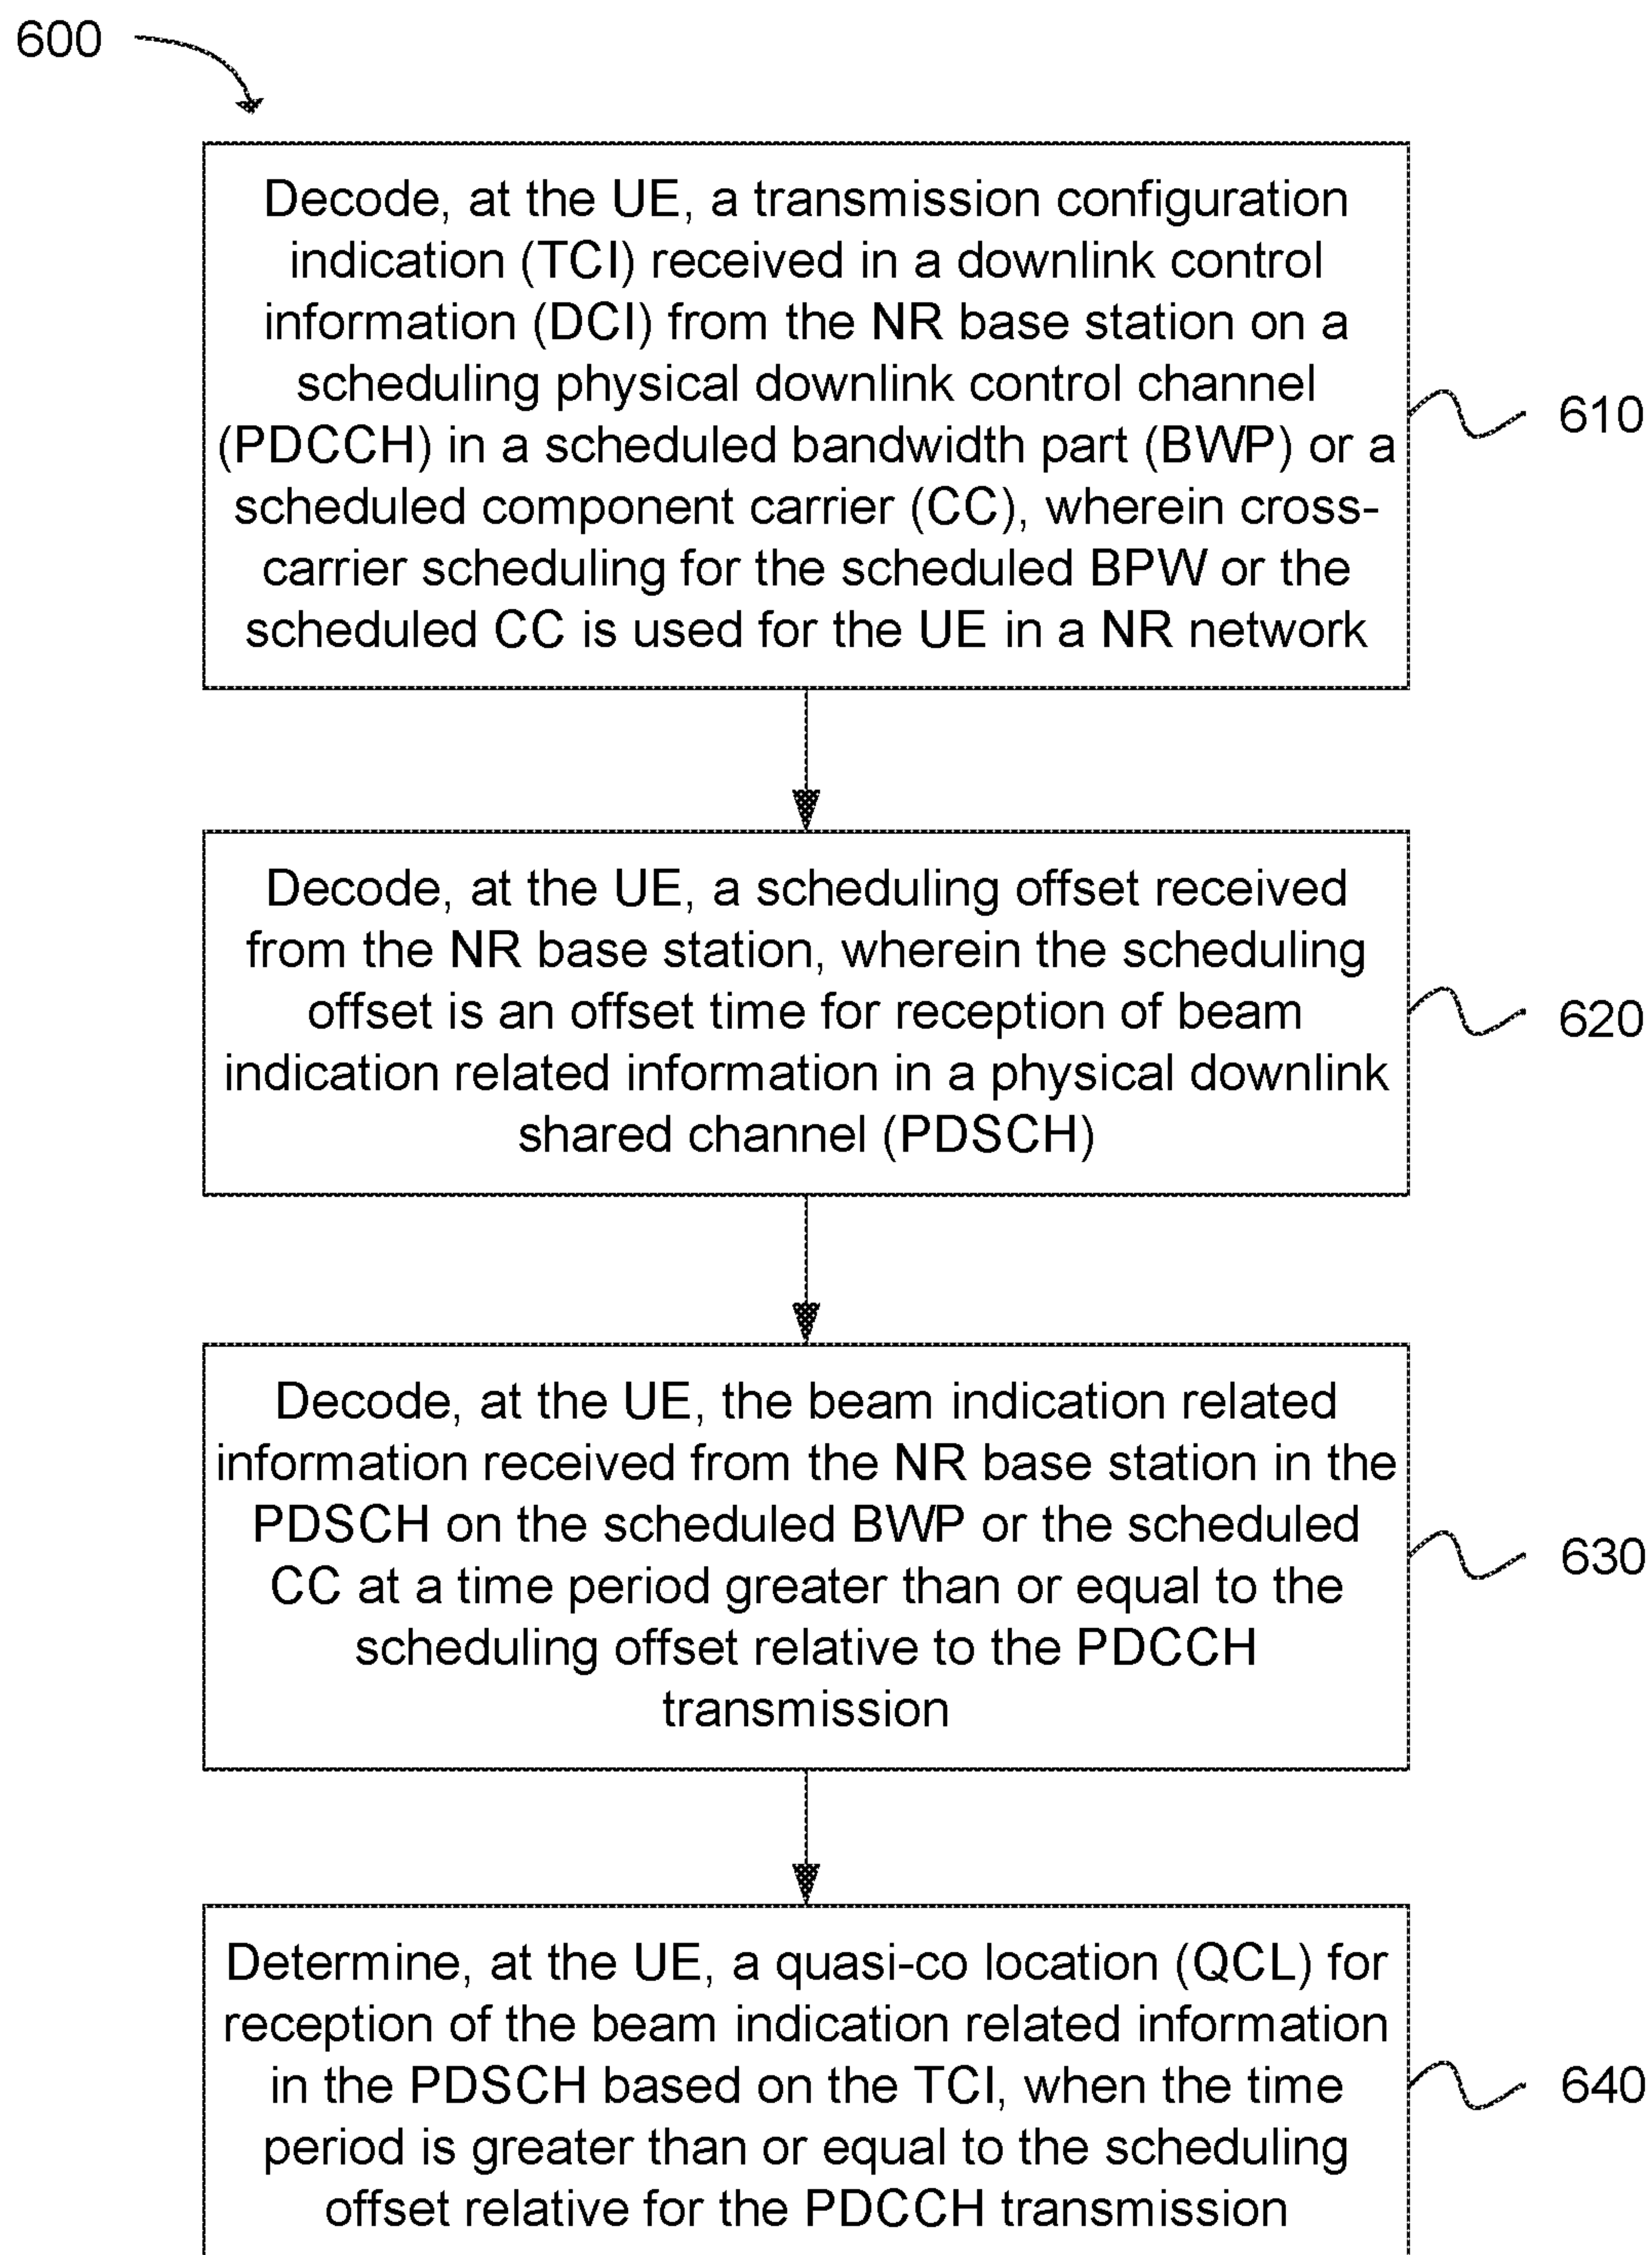 600
Decode, at the UE, a transmission configuration
indication (TCI) received in a downlink control
information (DCI) from the NR base station on a
scheduling physical downlink control channel
(PDCCH) in a scheduled bandwidth part (BWP) or a
scheduled component carrier (CC), wherein cross-
carrier scheduling for the scheduled BPW or the
scheduled CC is used for the UE in a NR network
610
Decode, at the UE, a scheduling offset received
from the NR base station, wherein the scheduling
offset is an offset time for reception of beam
indication related information in a physical downlink
shared channel (PDSCH)
620
Decode, at the UE, the beam indication related
information received from the NR base station in the
PDSCH on the scheduled BWP or the scheduled
CC at a time period greater than or equal to the
scheduling offset relative to the PDCCH
transmission
630
Determine, at the UE, a quasi-co location (QCL) for
reception of the beam indication related information
in the PDSCH based on the TCI, when the time
period is greater than or equal to the scheduling
offset relative for the PDCCH transmission
640